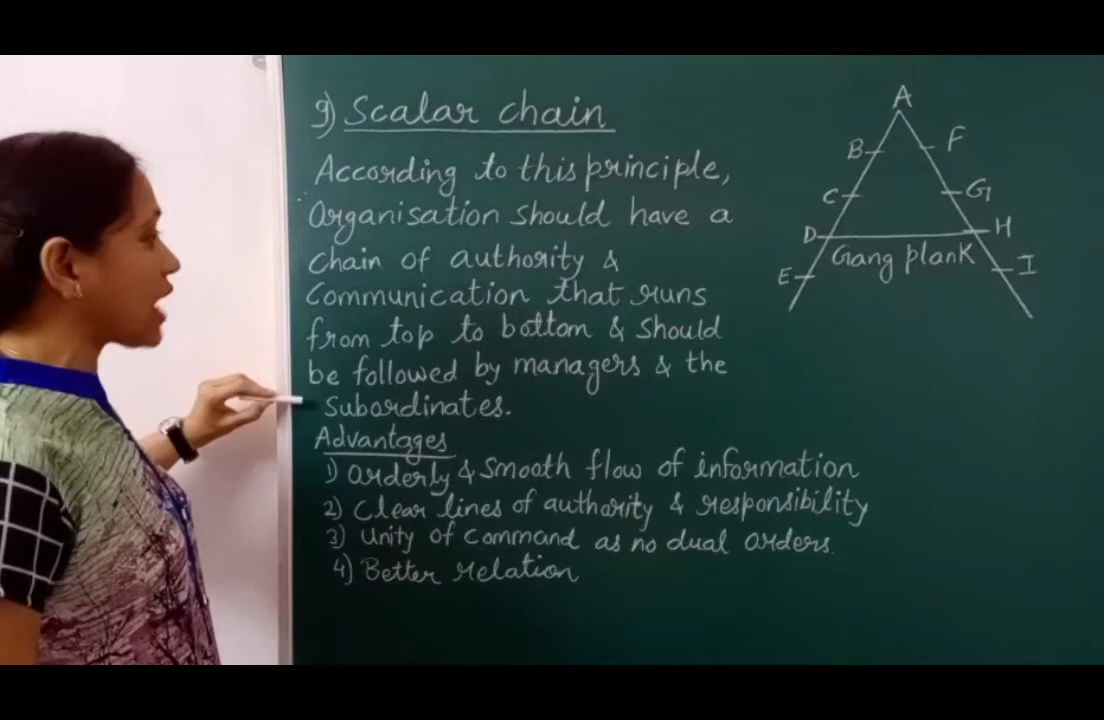 9) Scalar chain
According to this principle,
Organisation should have a
chain of authority &
Communication that runs
from top to bottom & should
be followed by managers & the
subordinates.
Advantages
1) Orderly & smooth flow of information
2) Clear lines of authority & responsibility
3) Unity of command as no dual orders.
4) Better relation
A
B F
C G
D H
Gang plank
E I